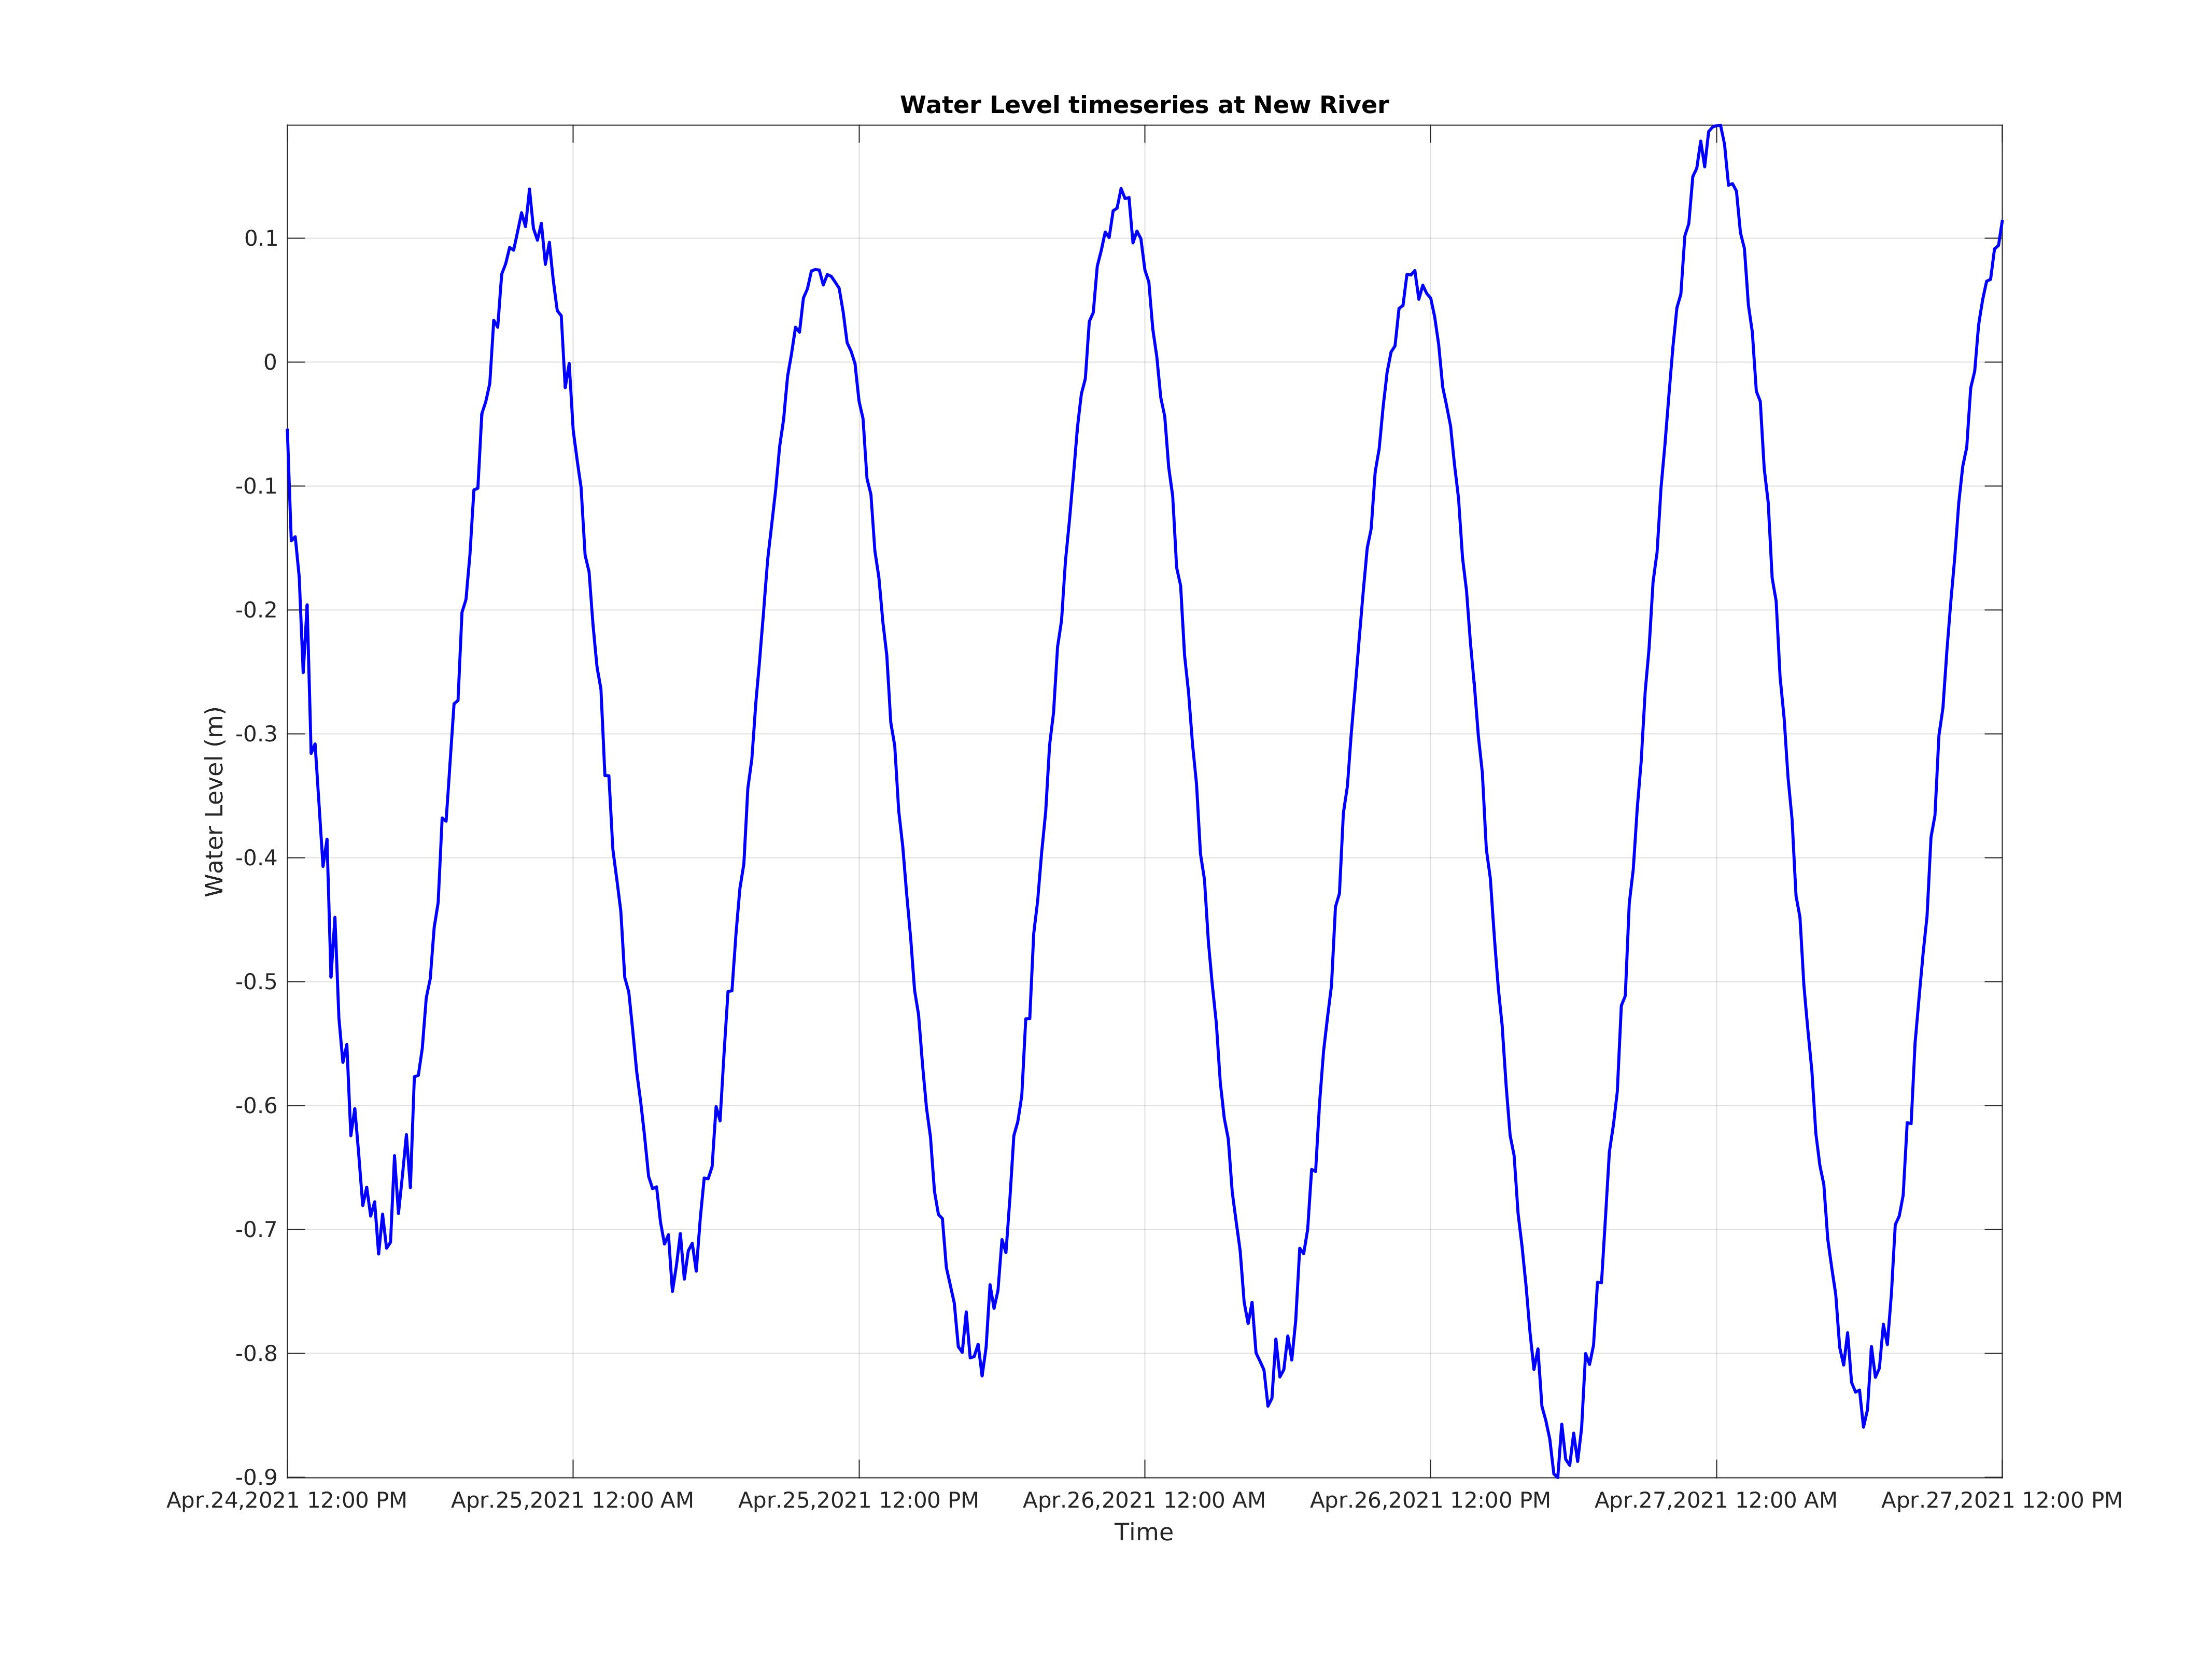 Water Level timeseries at New River
0.1
0
-0.1
-0.2
-0.3
-0.4
-0.5
-0.6
-0.7
-0.8
-0.9
Water Level (m)
Apr.24,2021 12:00 PM Apr.25,2021 12:00 AM Apr.25,2021 12:00 PM Apr.26,2021 12:00 AM Apr.26,2021 12:00 PM Apr.27,2021 12:00 AM Apr.27,2021 12:00 PM
Time